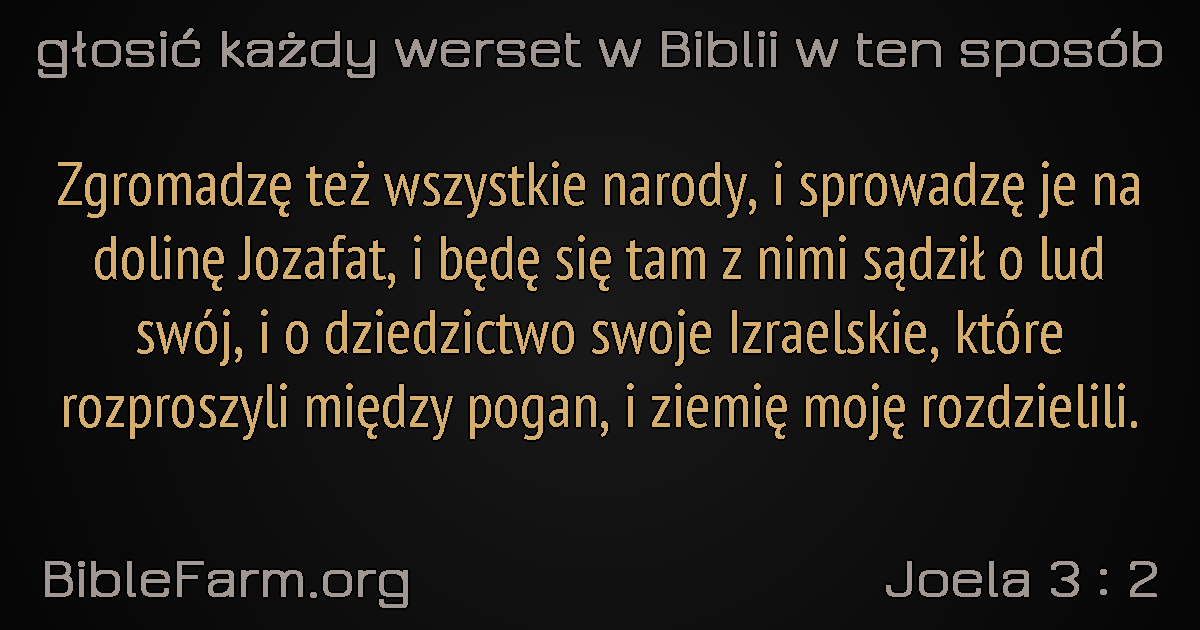 głosić każdy werset w Biblii w ten sposób
Zgromadzę też wszystkie narody, i sprowadzę je na
dolinę Jozafat, i będę się tam z nimi sądził o lud
swój, i o dziedzictwo swoje Izraelskie, które
rozproszyli między pogan, i ziemię moję rozdzielili.
BibleFarm.org
Joela 3 : 2